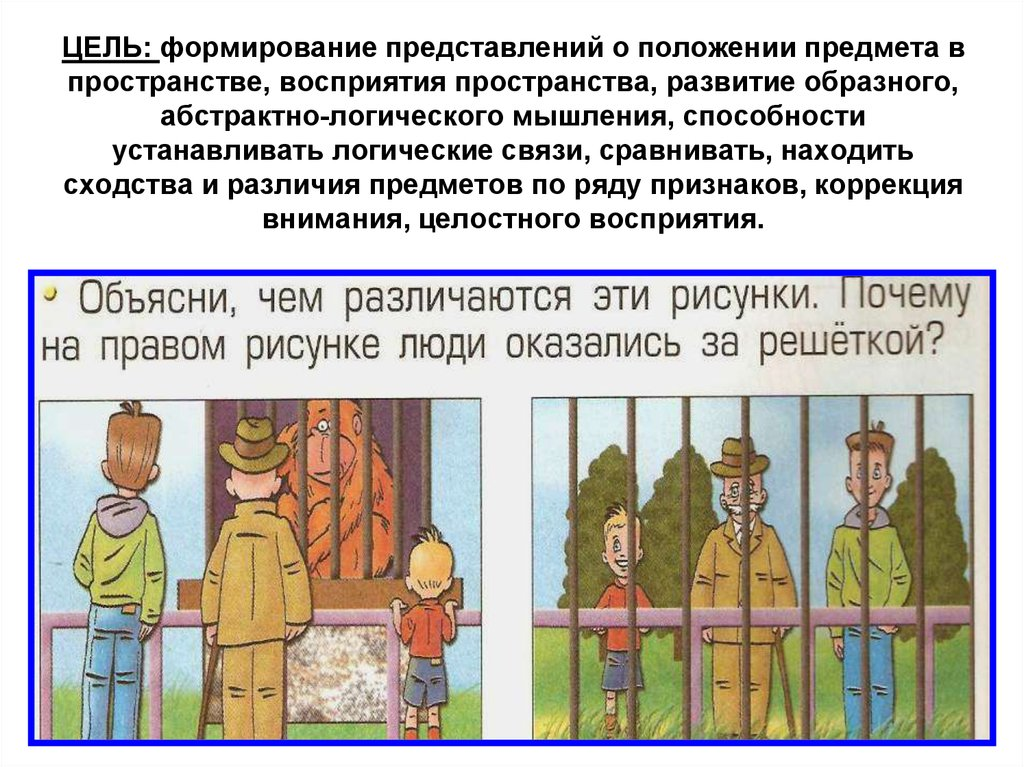 ЦЕЛЬ: формирование представлений о положении предмета в
пространстве, восприятия пространства, развитие образного,
абстрактно-логического мышления, способности
устанавливать логические связи, сравнивать, находить
сходства и различия предметов по ряду признаков, коррекция
внимания, целостного восприятия.
• Объясни, чем различаются эти рисунки. Почему
на правом рисунке люди оказались за решёткой?